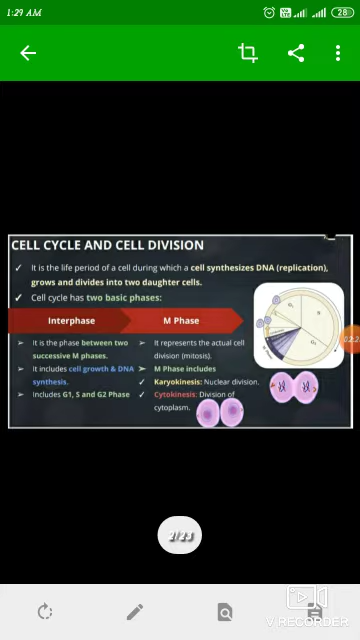 1:29 AM
28
CELL CYCLE AND CELL DIVISION
✓ It is the life period of a cell during which a cell synthesizes DNA (replication),
grows and divides into two daughter cells.
✓ Cell cycle has two basic phases:
Interphase
M Phase
➢ It is the phase between two
successive M phases.
➢ It includes cell growth & DNA
synthesis.
➢ Includes G1, S and G2 Phase
➢ It represents the actual cell
division (mitosis).
➢ M Phase includes
✓ Karyokinesis: Nuclear division.
✓ Cytokinesis: Division of
cytoplasm.
2/23
V RECORDER